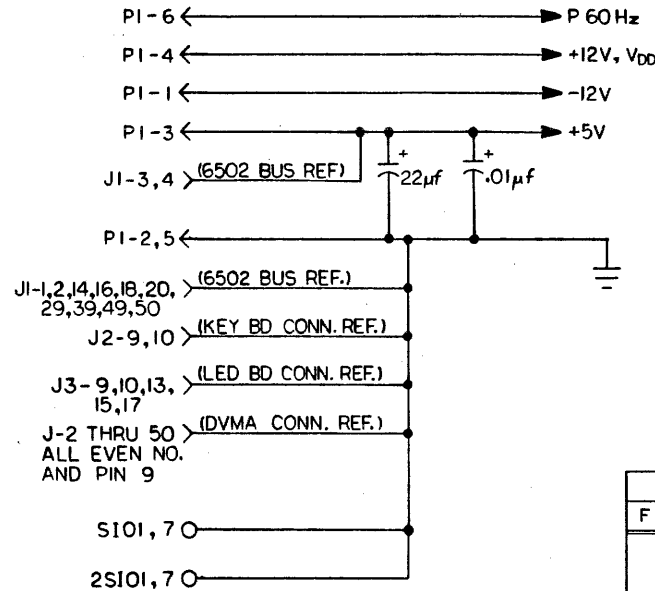 P1-6 P 60Hz
P1-4 +12V, VDD
P1-1 -12V
P1-3 +5V
J1-3,4 (6502 BUS REF) + 22µf + .01µf
P1-2,5
J1-1,2,14,16,18,20, (6502 BUS REF.)
29,39,49,50
J2-9,10 (KEY BD CONN. REF.)
J3-9,10,13, (LED BD CONN. REF.)
15,17
J-2 THRU 50 (DVMA CONN. REF.)
ALL EVEN NO.
AND PIN 9
SIO1, 7
F
2SIO1, 7